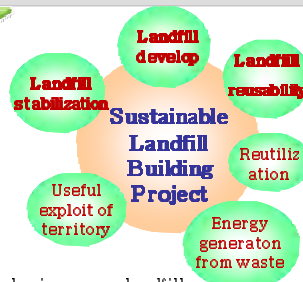 Landfill
develop
Landfill
stabilization
Landfill
reusability
Sustainable
Landfill
Building
Project
Reutiliz
ation
Useful
exploit of
territory
Energy
generaton
from waste